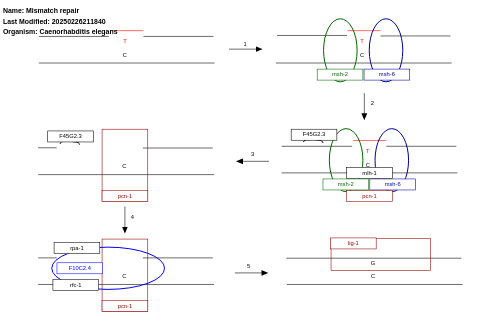 Name: Mismatch repair
Last Modified: 20250226211840
Organism: Caenorhabditis elegans
T
C
1
T
C
msh-2
msh-6
2
F45G2.3
C
pcn-1
3
F45G2.3
T
C
mlh-1
msh-2
msh-6
pcn-1
4
rpa-1
F10C2.4
C
rfc-1
pcn-1
5
lig-1
G
C